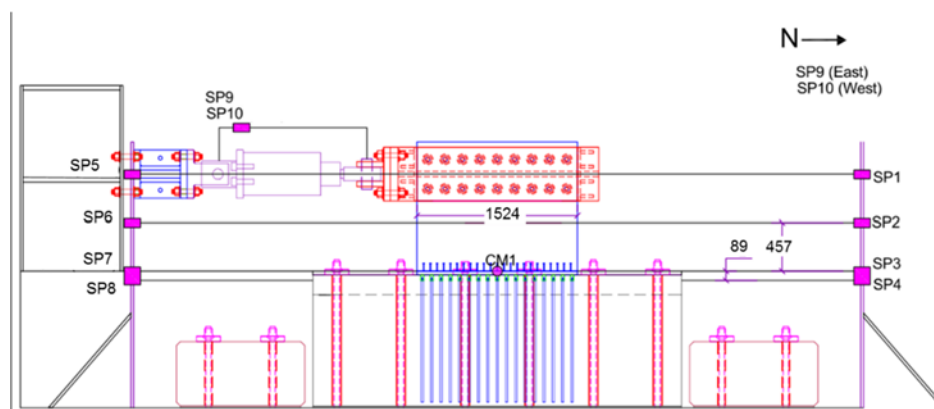 N
SP9 (East)
SP10 (West)
SP9
SP10
SP5
SP1
1524
SP6
SP2
89
457
CM1
SP7
SP3
SP8
SP4